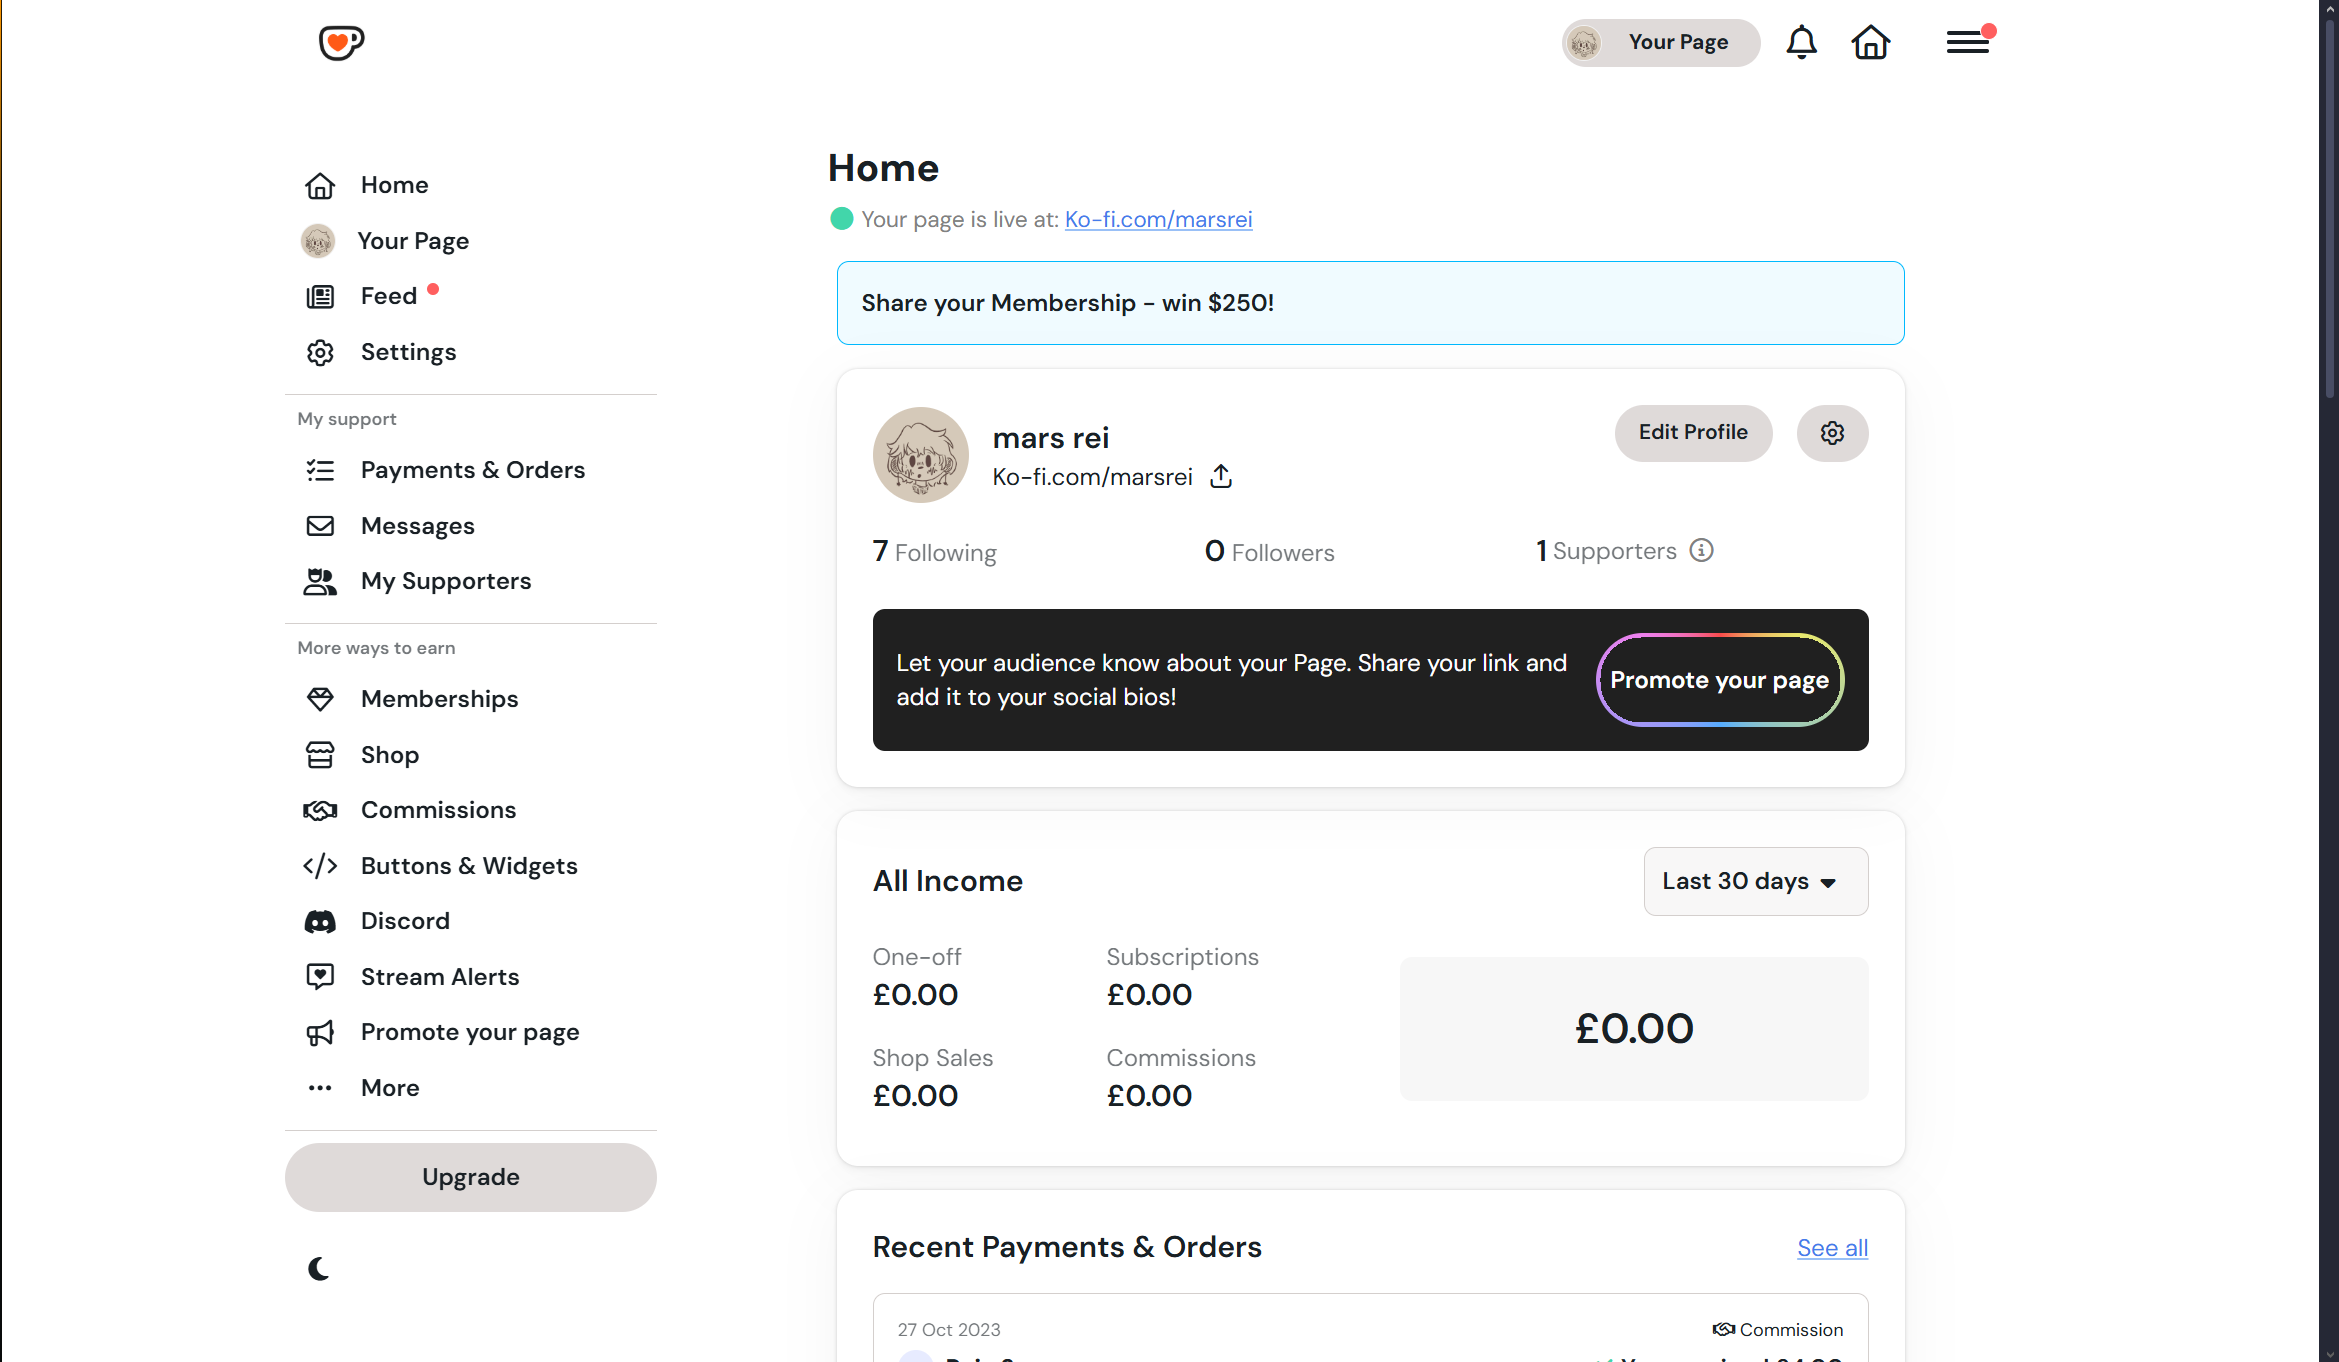 Your Page
Home
Your Page
Feed
Settings
My support
Payments & Orders
Messages
My Supporters
More ways to earn
Memberships
Shop
Commissions
Buttons & Widgets
Discord
Stream Alerts
Promote your page
More
Upgrade
Home
Your page is live at: Ko-fi.com/marsrei
Share your Membership - win $250!
mars rei
Ko-fi.com/marsrei
Edit Profile
7 Following
0 Followers
1 Supporters
Let your audience know about your Page. Share your link and
add it to your social bios!
Promote your page
All Income
Last 30 days
One-off
£0.00
Subscriptions
£0.00
Shop Sales
£0.00
Commissions
£0.00
£0.00
Recent Payments & Orders
See all
27 Oct 2023
Commission